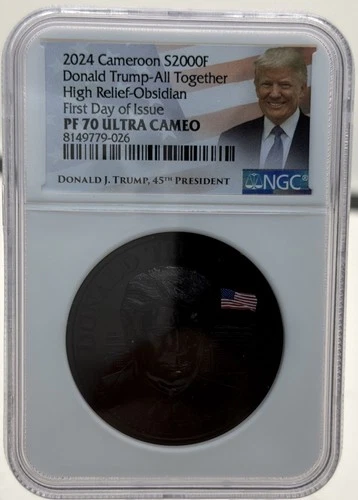 2024 Cameroon S2000F
Donald Trump-All Together
High Relief-Obsidian
First Day of Issue
PF 70 ULTRA CAMEO
8149779-026
DONALD J. TRUMP, 45TH PRESIDENT
NGC